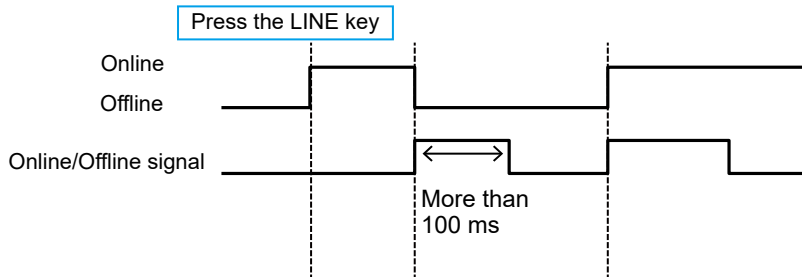 Press the LINE key
Online
Offline
Online/Offline signal
More than
100 ms